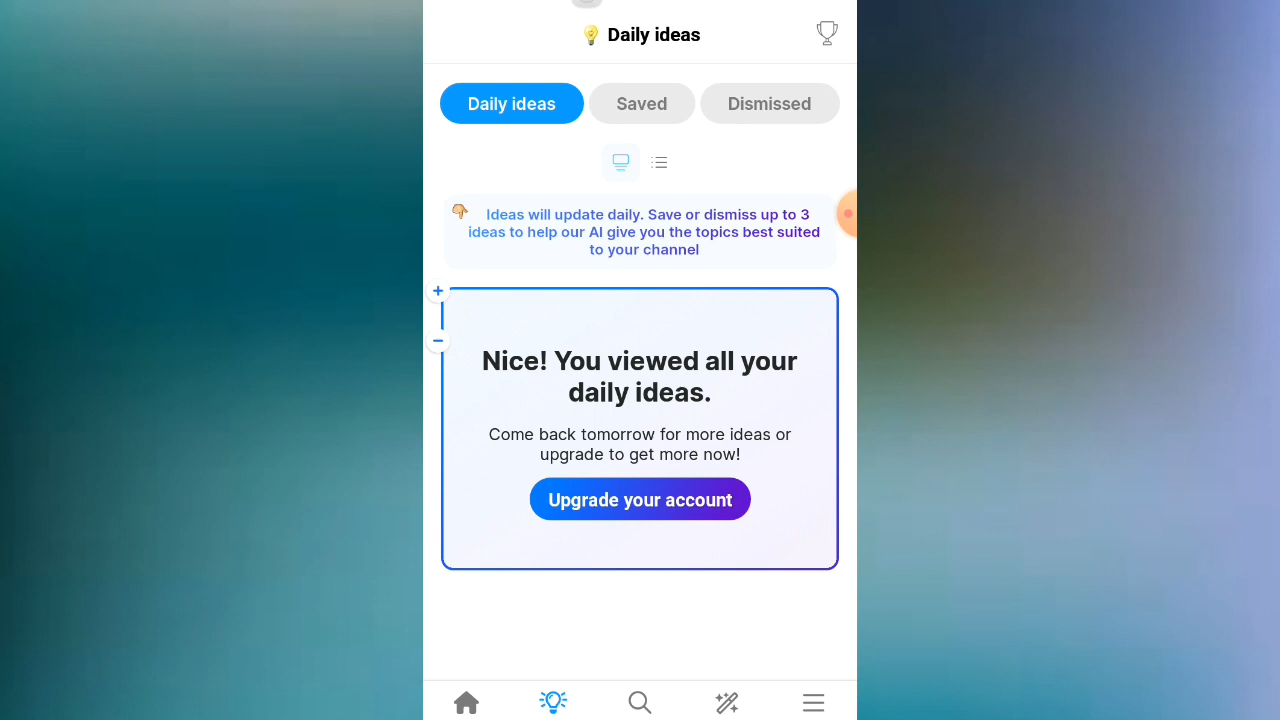 💡 Daily ideas
Daily ideas
Saved
Dismissed
Ideas will update daily. Save or dismiss up to 3
ideas to help our AI give you the topics best suited
to your channel
+
−
Nice! You viewed all your
daily ideas.
Come back tomorrow for more ideas or
upgrade to get more now!
Upgrade your account